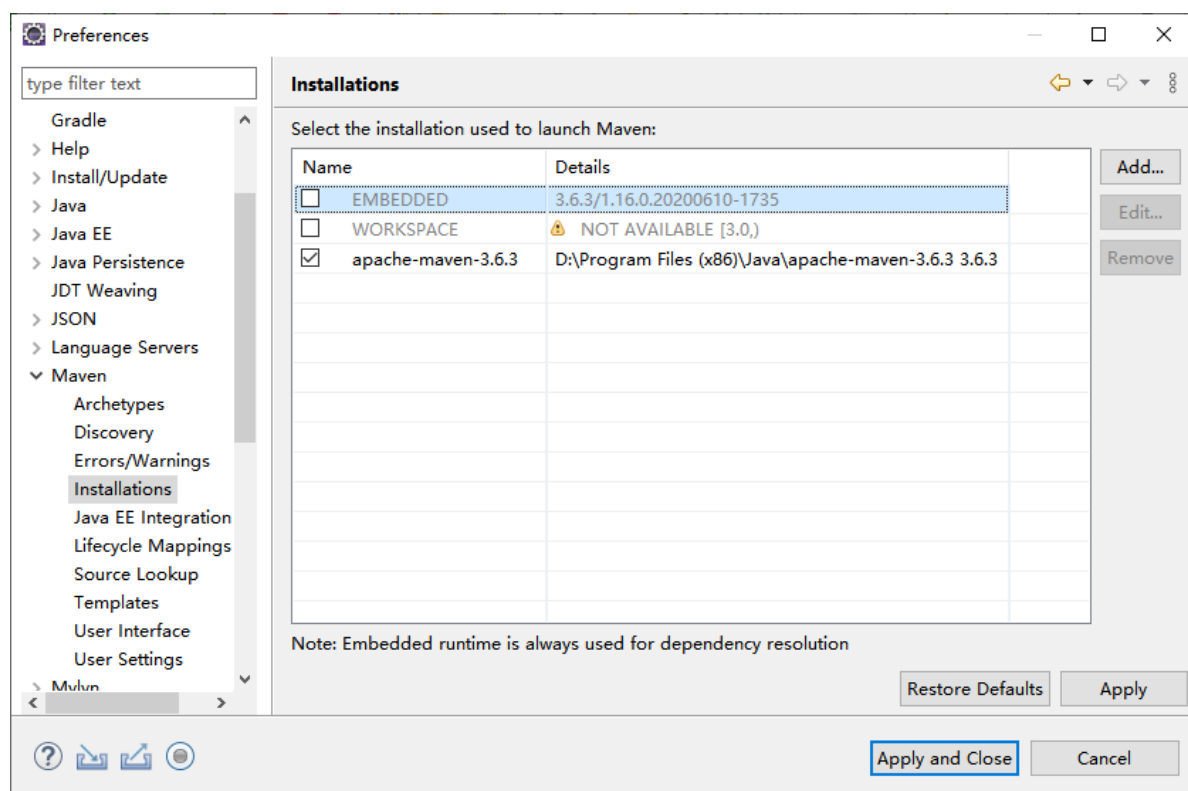 Preferences
type filter text
Gradle
Help
Install/Update
Java
Java EE
Java Persistence
JDT Weaving
JSON
Language Servers
Maven
Archetypes
Discovery
Errors/Warnings
Installations
Java EE Integration
Lifecycle Mappings
Source Lookup
Templates
User Interface
User Settings
Mylyn
Installations
Select the installation used to launch Maven:
Name Details
EMBEDDED 3.6.3/1.16.0.20200610-1735
WORKSPACE NOT AVAILABLE [3.0,)
apache-maven-3.6.3 D:\Program Files (x86)\Java\apache-maven-3.6.3 3.6.3
Add...
Edit...
Remove
Note: Embedded runtime is always used for dependency resolution
Restore Defaults Apply
Apply and Close Cancel